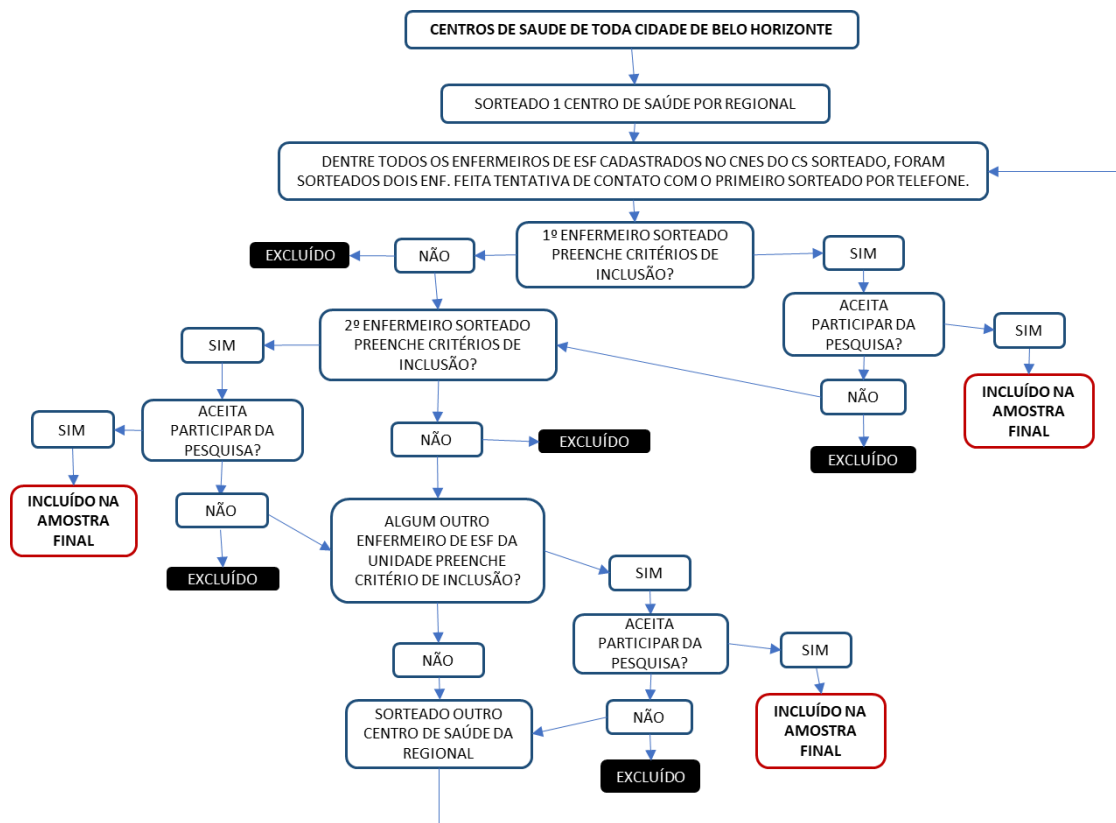 CENTROS DE SAUDE DE TODA CIDADE DE BELO HORIZONTE
SORTEADO 1 CENTRO DE SAÚDE POR REGIONAL
DENTRE TODOS OS ENFERMEIROS DE ESF CADASTRADOS NO CNES DO CS SORTEADO, FORAM
SORTEADOS DOIS ENF. FEITA TENTATIVA DE CONTATO COM O PRIMEIRO SORTEADO POR TELEFONE.
1º ENFERMEIRO SORTEADO
PREENCHE CRITÉRIOS DE
INCLUSÃO?
EXCLUÍDO
NÃO
SIM
2º ENFERMEIRO SORTEADO
PREENCHE CRITÉRIOS DE
INCLUSÃO?
ACEITA
PARTICIPAR DA
PESQUISA?
SIM
SIM
NÃO
INCLUÍDO NA
AMOSTRA
FINAL
EXCLUÍDO
ACEITA
PARTICIPAR DA
PESQUISA?
SIM
NÃO
EXCLUÍDO
INCLUÍDO NA
AMOSTRA
FINAL
NÃO
EXCLUÍDO
ALGUM OUTRO
ENFERMEIRO DE ESF DA
UNIDADE PREENCHE
CRITÉRIO DE INCLUSÃO?
SIM
ACEITA
PARTICIPAR DA
PESQUISA?
SIM
NÃO
INCLUÍDO NA
AMOSTRA
FINAL
SORTEADO OUTRO
CENTRO DE SAÚDE DA
REGIONAL
NÃO
EXCLUÍDO